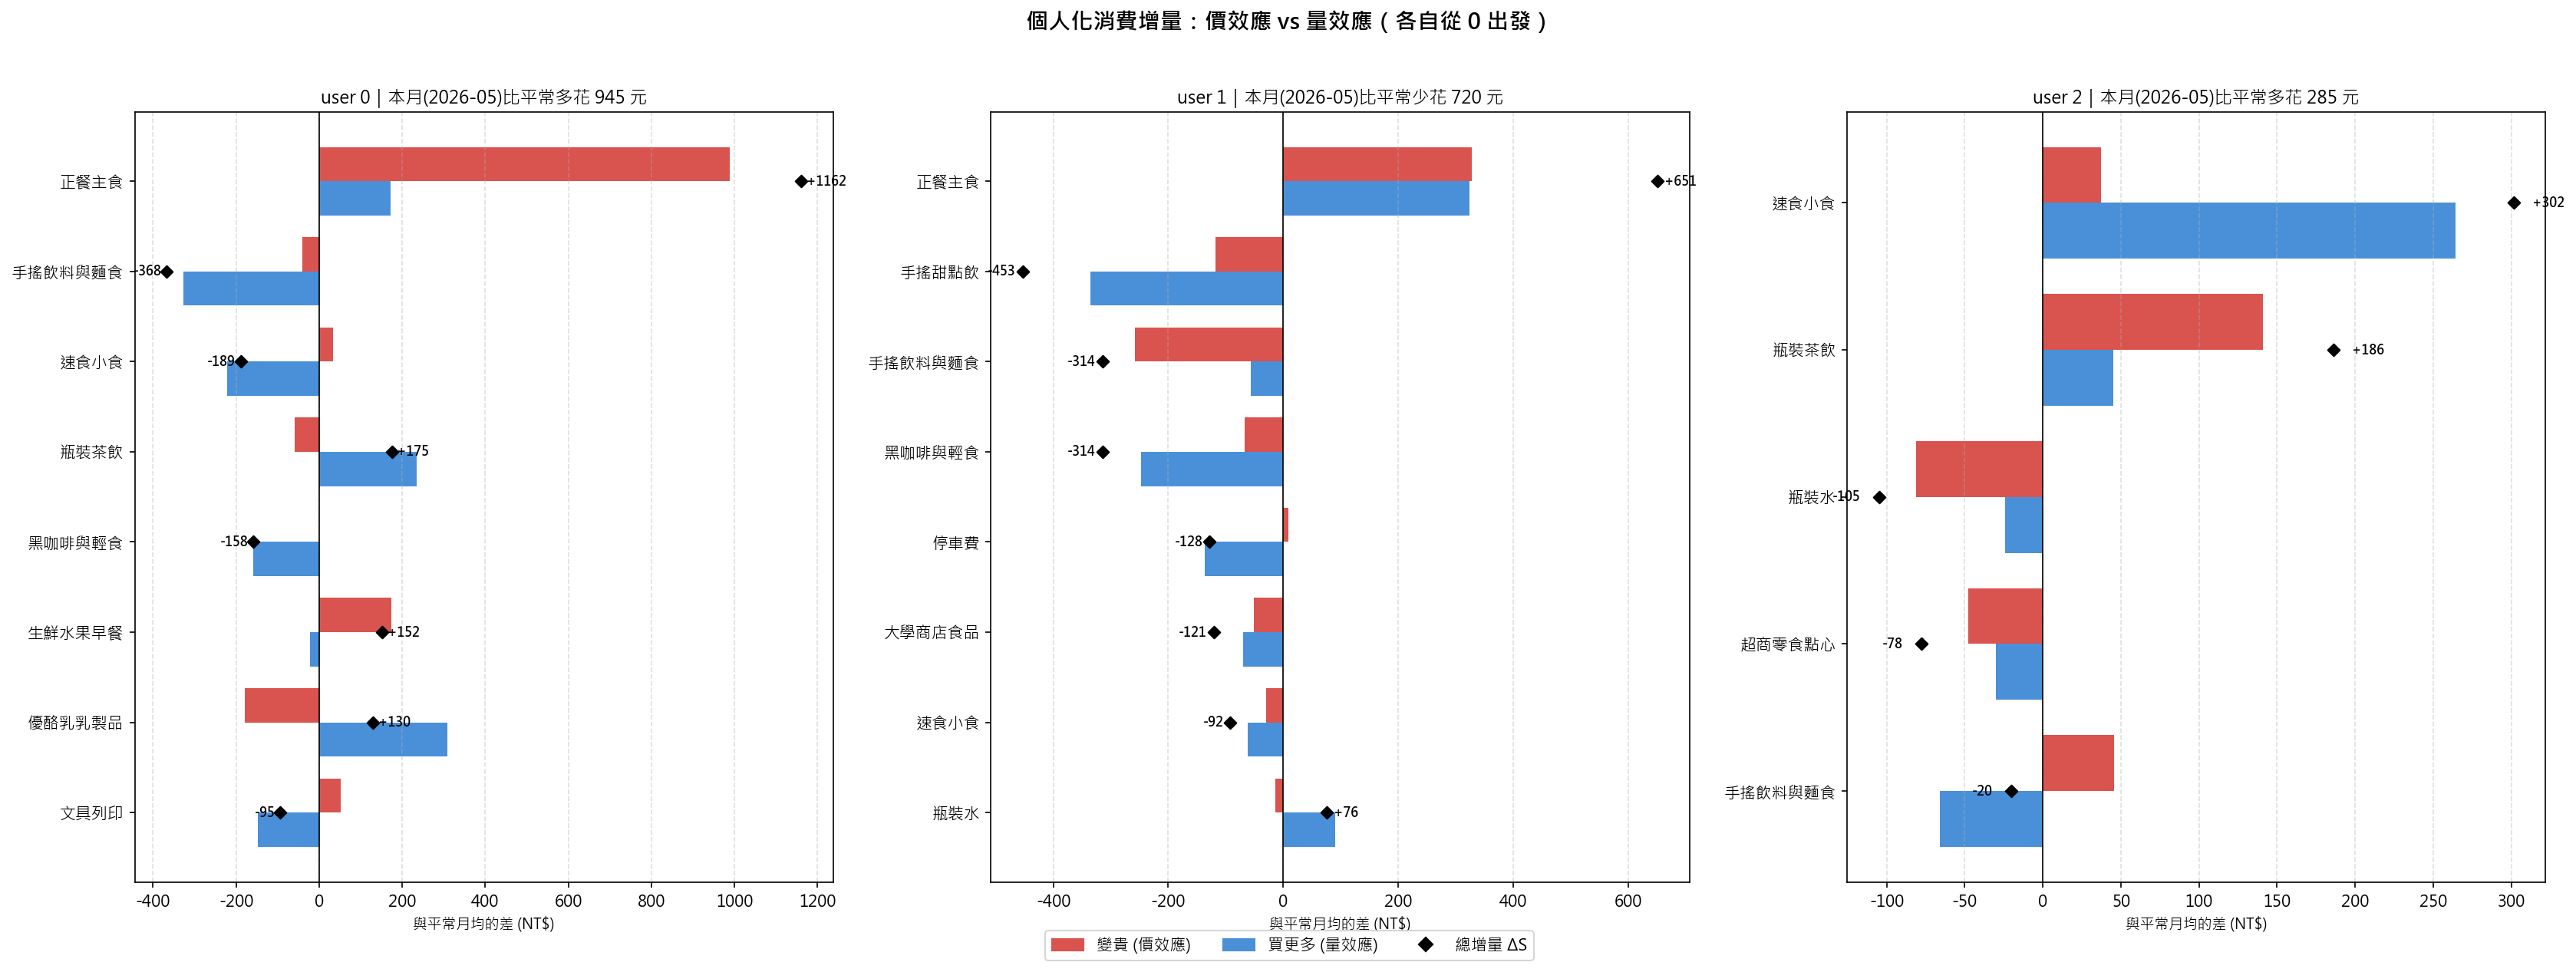 個人化消費增量：價效應 vs 量效應（各自從 0 出發）
user 0｜本月(2026-05)比平常多花 945 元
正餐主食
+1162
手搖飲料與麵食
-368
速食小食
-189
瓶裝茶飲
+175
黑咖啡與輕食
-158
生鮮水果早餐
+152
優酪乳乳製品
+130
文具列印
-95
-400 -200 0 200 400 600 800 1000 1200
與平常月均的差 (NT$)
user 1｜本月(2026-05)比平常少花 720 元
正餐主食
+651
手搖甜點飲
-453
手搖飲料與麵食
-314
黑咖啡與輕食
-314
停車費
-128
大學商店食品
-121
速食小食
-92
瓶裝水
+76
-400 -200 0 200 400 600
與平常月均的差 (NT$)
user 2｜本月(2026-05)比平常多花 285 元
速食小食
+302
瓶裝茶飲
+186
瓶裝水
-105
超商零食點心
-78
手搖飲料與麵食
-20
-100 -50 0 50 100 150 200 250 300
與平常月均的差 (NT$)
變貴 (價效應) 買更多 (量效應) 總增量 ΔS